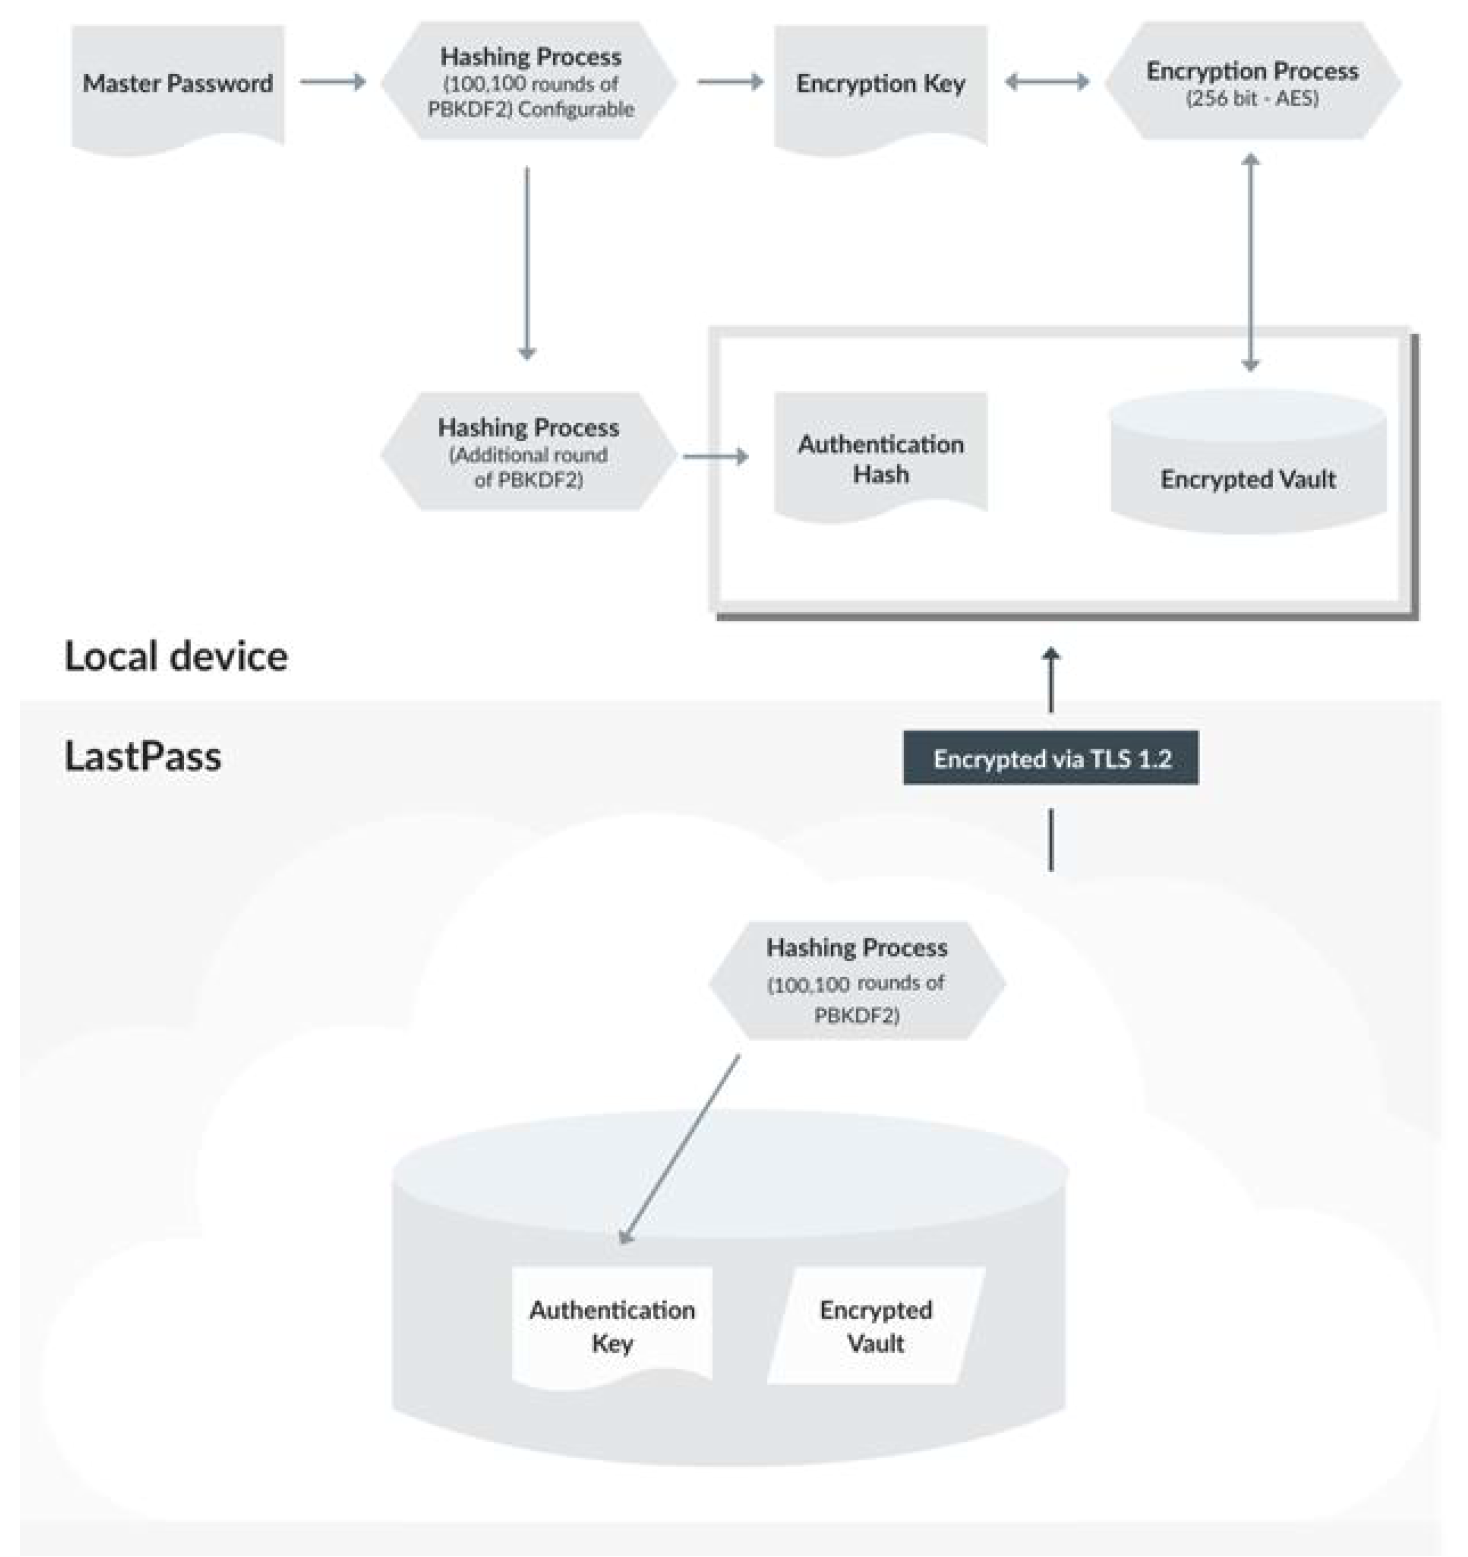 Master Password
Hashing Process
(100,100 rounds of
PBKDF2) Configurable
Encryption Key
Encryption Process
(256 bit - AES)
Hashing Process
(Additional round
of PBKDF2)
Authentication
Hash
Encrypted Vault
Local device
LastPass
Encrypted via TLS 1.2
Hashing Process
(100,100 rounds of
PBKDF2)
Authentication
Key
Encrypted
Vault